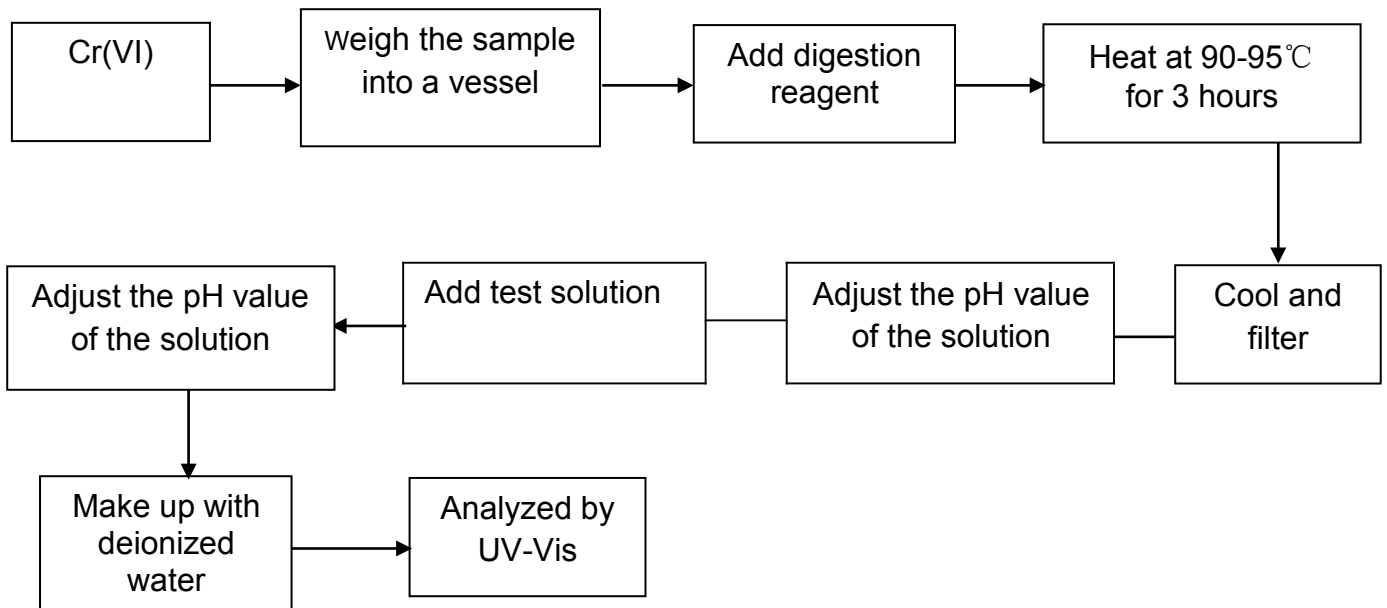 Cr(VI)
weigh the sample
into a vessel
Add digestion
reagent
Heat at 90-95℃
for 3 hours
Cool and
filter
Adjust the pH value
of the solution
Add test solution
Adjust the pH value
of the solution
Make up with
deionized
water
Analyzed by
UV-Vis